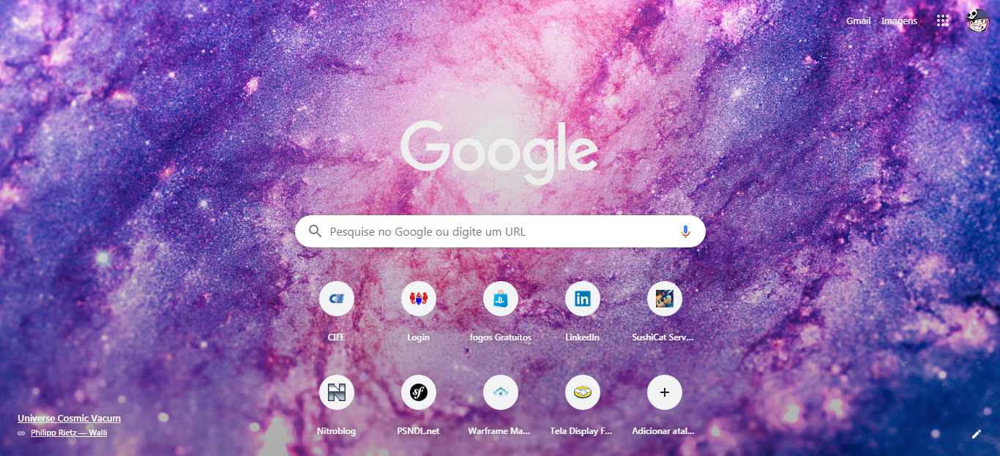 Gmail Imagens
Google
Pesquise no Google ou digite um URL
CIEE Login Jogos Gratuitos LinkedIn SushiCat Serv...
Nitroblog PSNDL.net Warframe Ma... Tela Display F... Adicionar atal...
Universe Cosmic Vacum
Philipp Rietz — Walli